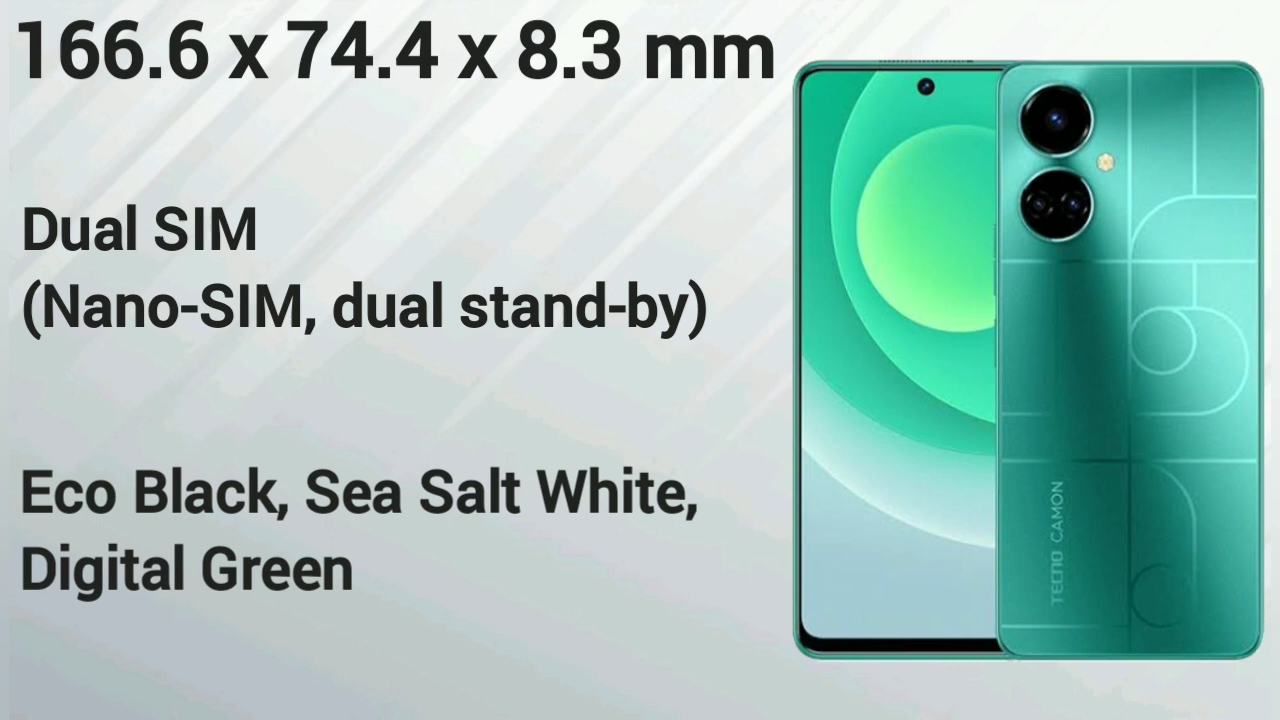 166.6 x 74.4 x 8.3 mm
Dual SIM
(Nano-SIM, dual stand-by)
Eco Black, Sea Salt White,
Digital Green
TECNO CAMON